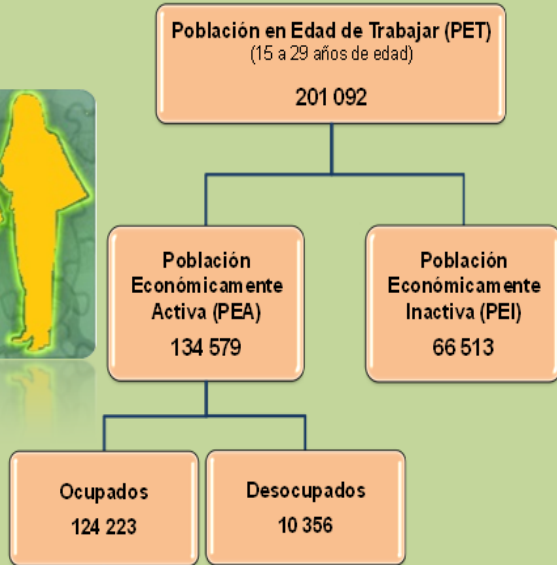 Población en Edad de Trabajar (PET)
(15 a 29 años de edad)
201 092
Población
Económicamente
Activa (PEA)
134 579
Población
Económicamente
Inactiva (PEI)
66 513
Ocupados
124 223
Desocupados
10 356